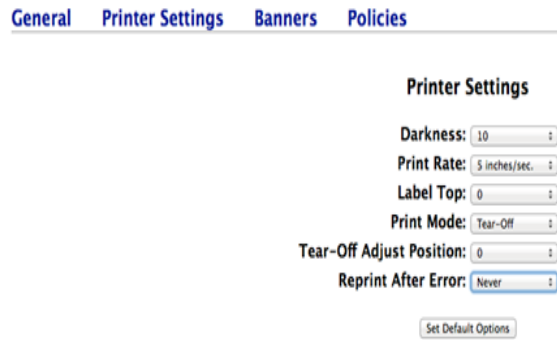 General Printer Settings Banners Policies
Printer Settings
Darkness: 10
Print Rate: 5 inches/sec.
Label Top: 0
Print Mode: Tear-Off
Tear-Off Adjust Position: 0
Reprint After Error: Never
Set Default Options